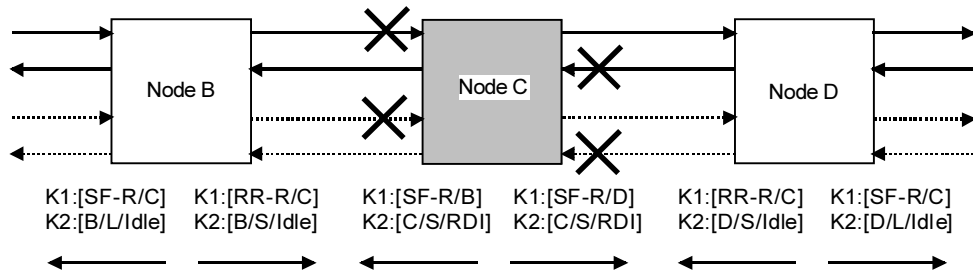 Node B
Node C
Node D
K1:[SF-R/C] K1:[RR-R/C] K1:[SF-R/B] K1:[SF-R/D] K1:[RR-R/C] K1:[SF-R/C]
K2:[B/L/Idle] K2:[B/S/Idle] K2:[C/S/RDI] K2:[C/S/RDI] K2:[D/S/Idle] K2:[D/L/Idle]